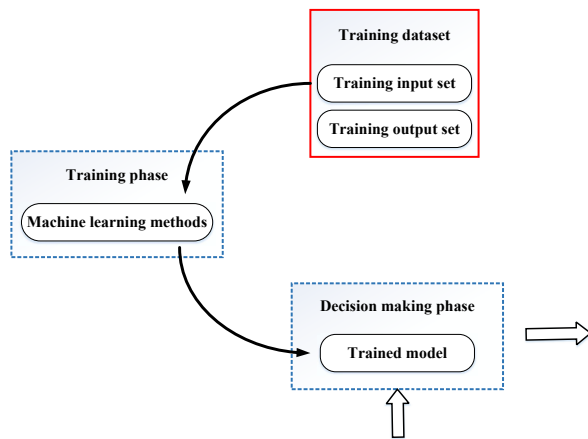 Training dataset
Training input set
Training output set
Training phase
Machine learning methods
Decision making phase
Trained model